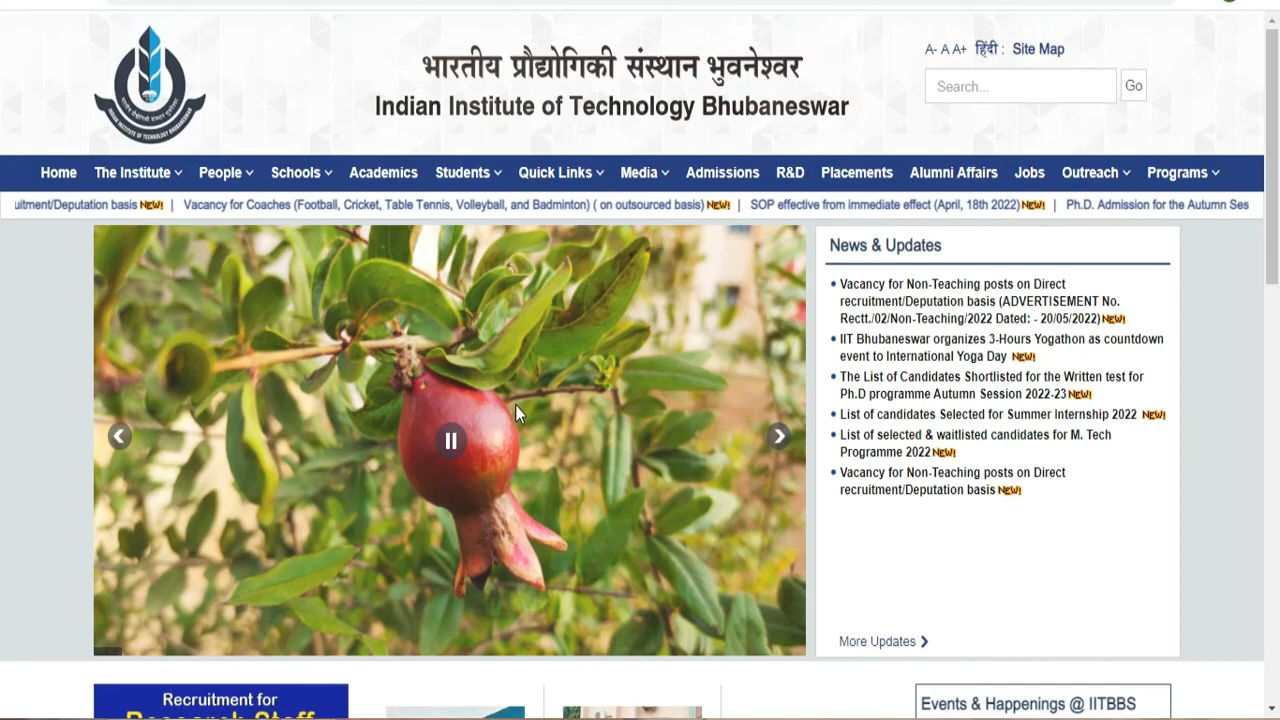 A- A A+ हिंदी : Site Map
भारतीय प्रौद्योगिकी संस्थान भुवनेश्वर
Indian Institute of Technology Bhubaneswar
Search... Go
INDIAN INSTITUTE OF TECHNOLOGY BHUBANESWAR
Home The Institute People Schools Academics Students Quick Links Media Admissions R&D Placements Alumni Affairs Jobs Outreach Programs
uitment/Deputation basis NEW! | Vacancy for Coaches (Football, Cricket, Table Tennis, Volleyball, and Badminton) ( on outsourced basis) NEW! | SOP effective from immediate effect (April, 18th 2022) NEW! | Ph.D. Admission for the Autumn Ses
News & Updates
Vacancy for Non-Teaching posts on Direct
recruitment/Deputation basis (ADVERTISEMENT No.
Rectt./02/Non-Teaching/2022 Dated: - 20/05/2022) NEW!
IIT Bhubaneswar organizes 3-Hours Yogathon as countdown
event to International Yoga Day NEW!
The List of Candidates Shortlisted for the Written test for
Ph.D programme Autumn Session 2022-23 NEW!
List of candidates Selected for Summer Internship 2022 NEW!
List of selected & waitlisted candidates for M. Tech
Programme 2022 NEW!
Vacancy for Non-Teaching posts on Direct
recruitment/Deputation basis NEW!
More Updates
Recruitment for
Research Staff
Events & Happenings @ IITBBS